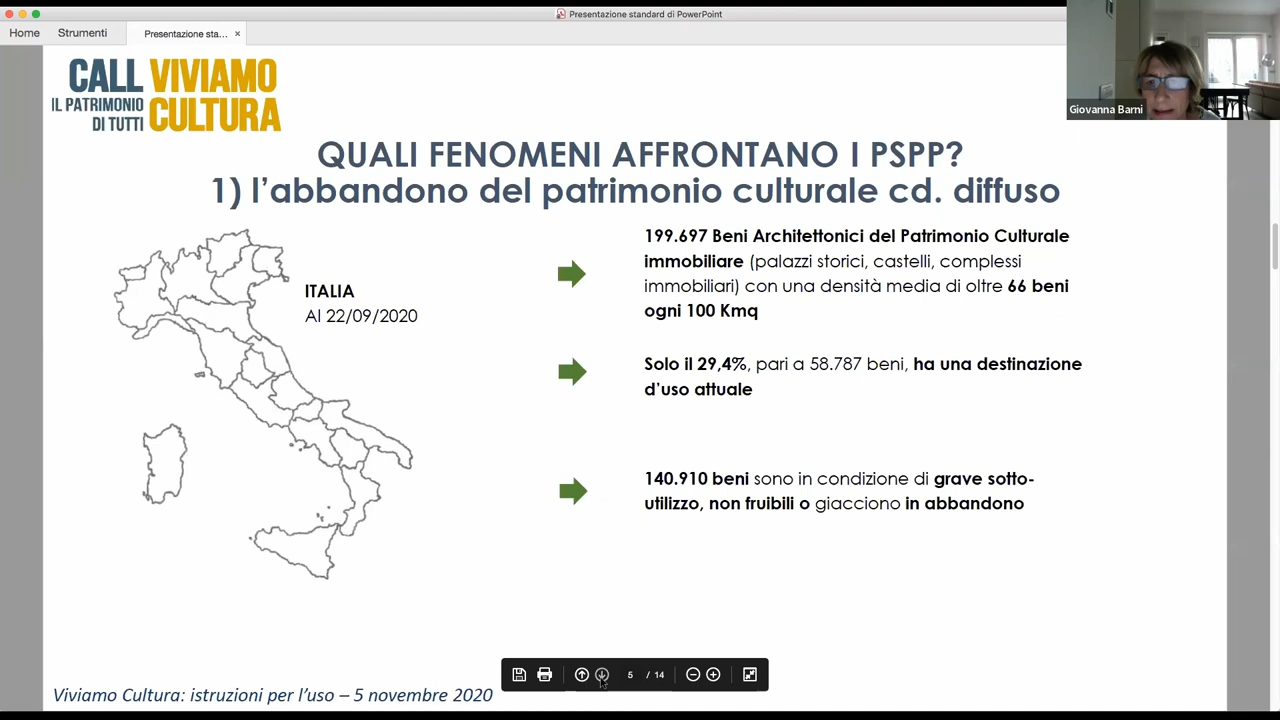 Presentazione standard di PowerPoint
Home
Strumenti
Presentazione sta...
×
Giovanna Barni
CALL VIVIAMO
IL PATRIMONIO
DI TUTTI
CULTURA
QUALI FENOMENI AFFRONTANO I PSPP?
1) l'abbandono del patrimonio culturale cd. diffuso
ITALIA
Al 22/09/2020
199.697 Beni Architettonici del Patrimonio Culturale
immobiliare (palazzi storici, castelli, complessi
immobiliari) con una densità media di oltre 66 beni
ogni 100 Kmq
Solo il 29,4%, pari a 58.787 beni, ha una destinazione
d'uso attuale
140.910 beni sono in condizione di grave sotto-
utilizzo, non fruibili o giacciono in abbandono
5 / 14
Viviamo Cultura: istruzioni per l'uso – 5 novembre 2020